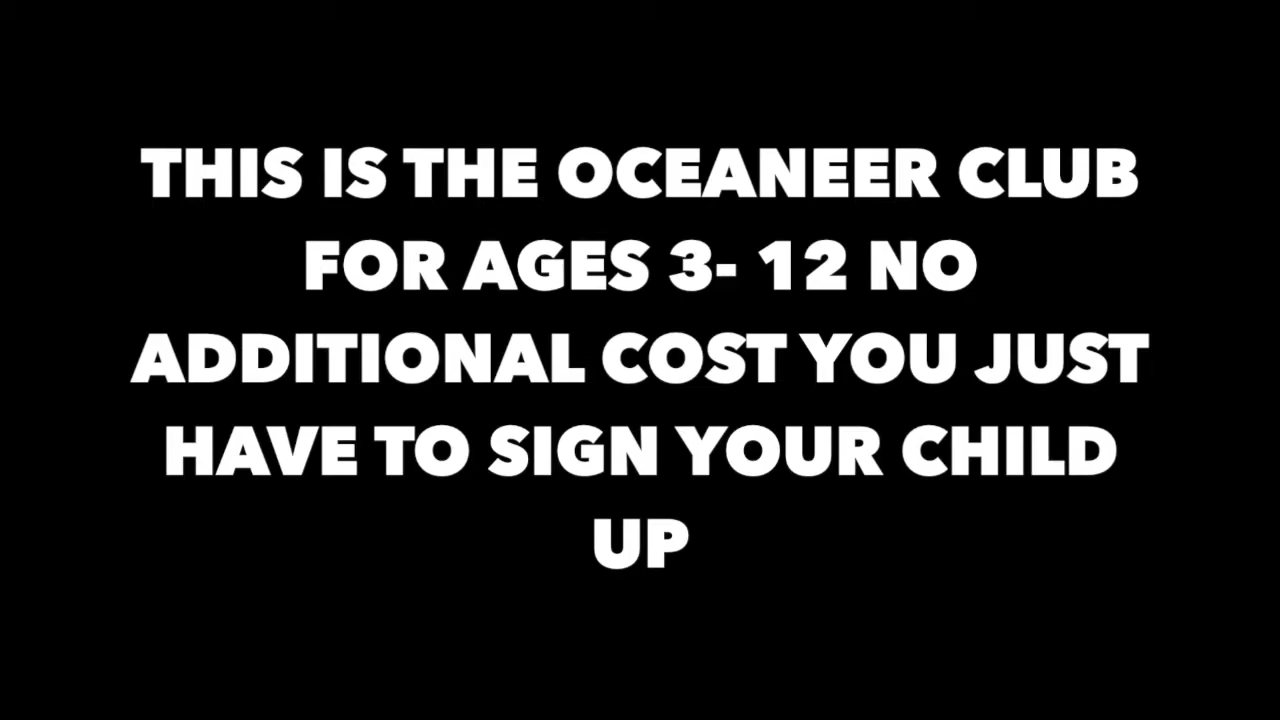 THIS IS THE OCEANEER CLUB
FOR AGES 3- 12 NO
ADDITIONAL COST YOU JUST
HAVE TO SIGN YOUR CHILD
UP